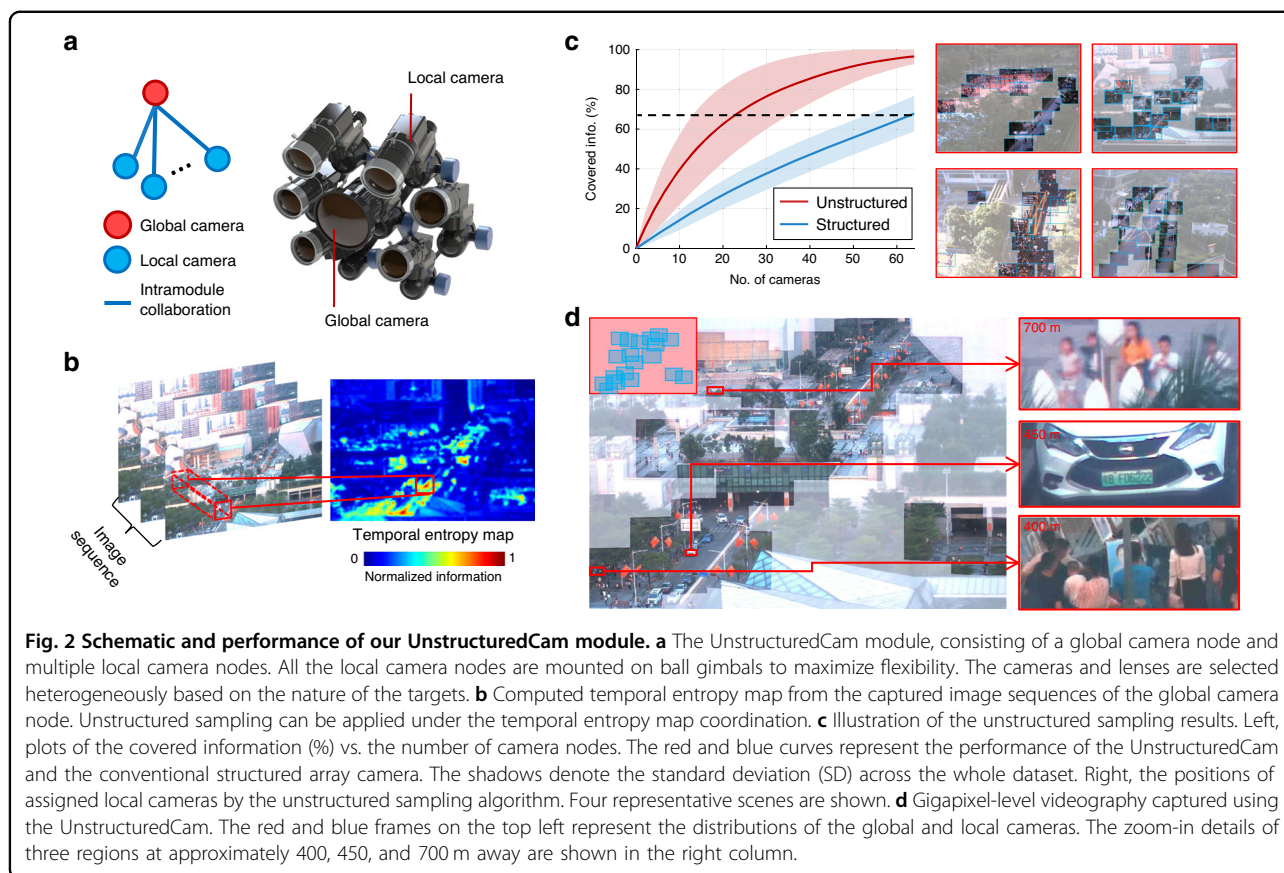 a
Local camera
Global camera
Local camera
Intramodule
collaboration
Global camera
b
Image
sequence
Temporal entropy map
0 1
Normalized information
c
100
80
60
40
20
0
Covered info. (%)
Unstructured
Structured
0 10 20 30 40 50 60
No. of cameras
d
700 m
450 m
400 m
Fig. 2 Schematic and performance of our UnstructuredCam module. a The UnstructuredCam module, consisting of a global camera node and
multiple local camera nodes. All the local camera nodes are mounted on ball gimbals to maximize flexibility. The cameras and lenses are selected
heterogeneously based on the nature of the targets. b Computed temporal entropy map from the captured image sequences of the global camera
node. Unstructured sampling can be applied under the temporal entropy map coordination. c Illustration of the unstructured sampling results. Left,
plots of the covered information (%) vs. the number of camera nodes. The red and blue curves represent the performance of the UnstructuredCam
and the conventional structured array camera. The shadows denote the standard deviation (SD) across the whole dataset. Right, the positions of
assigned local cameras by the unstructured sampling algorithm. Four representative scenes are shown. d Gigapixel-level videography captured using
the UnstructuredCam. The red and blue frames on the top left represent the distributions of the global and local cameras. The zoom-in details of
three regions at approximately 400, 450, and 700 m away are shown in the right column.